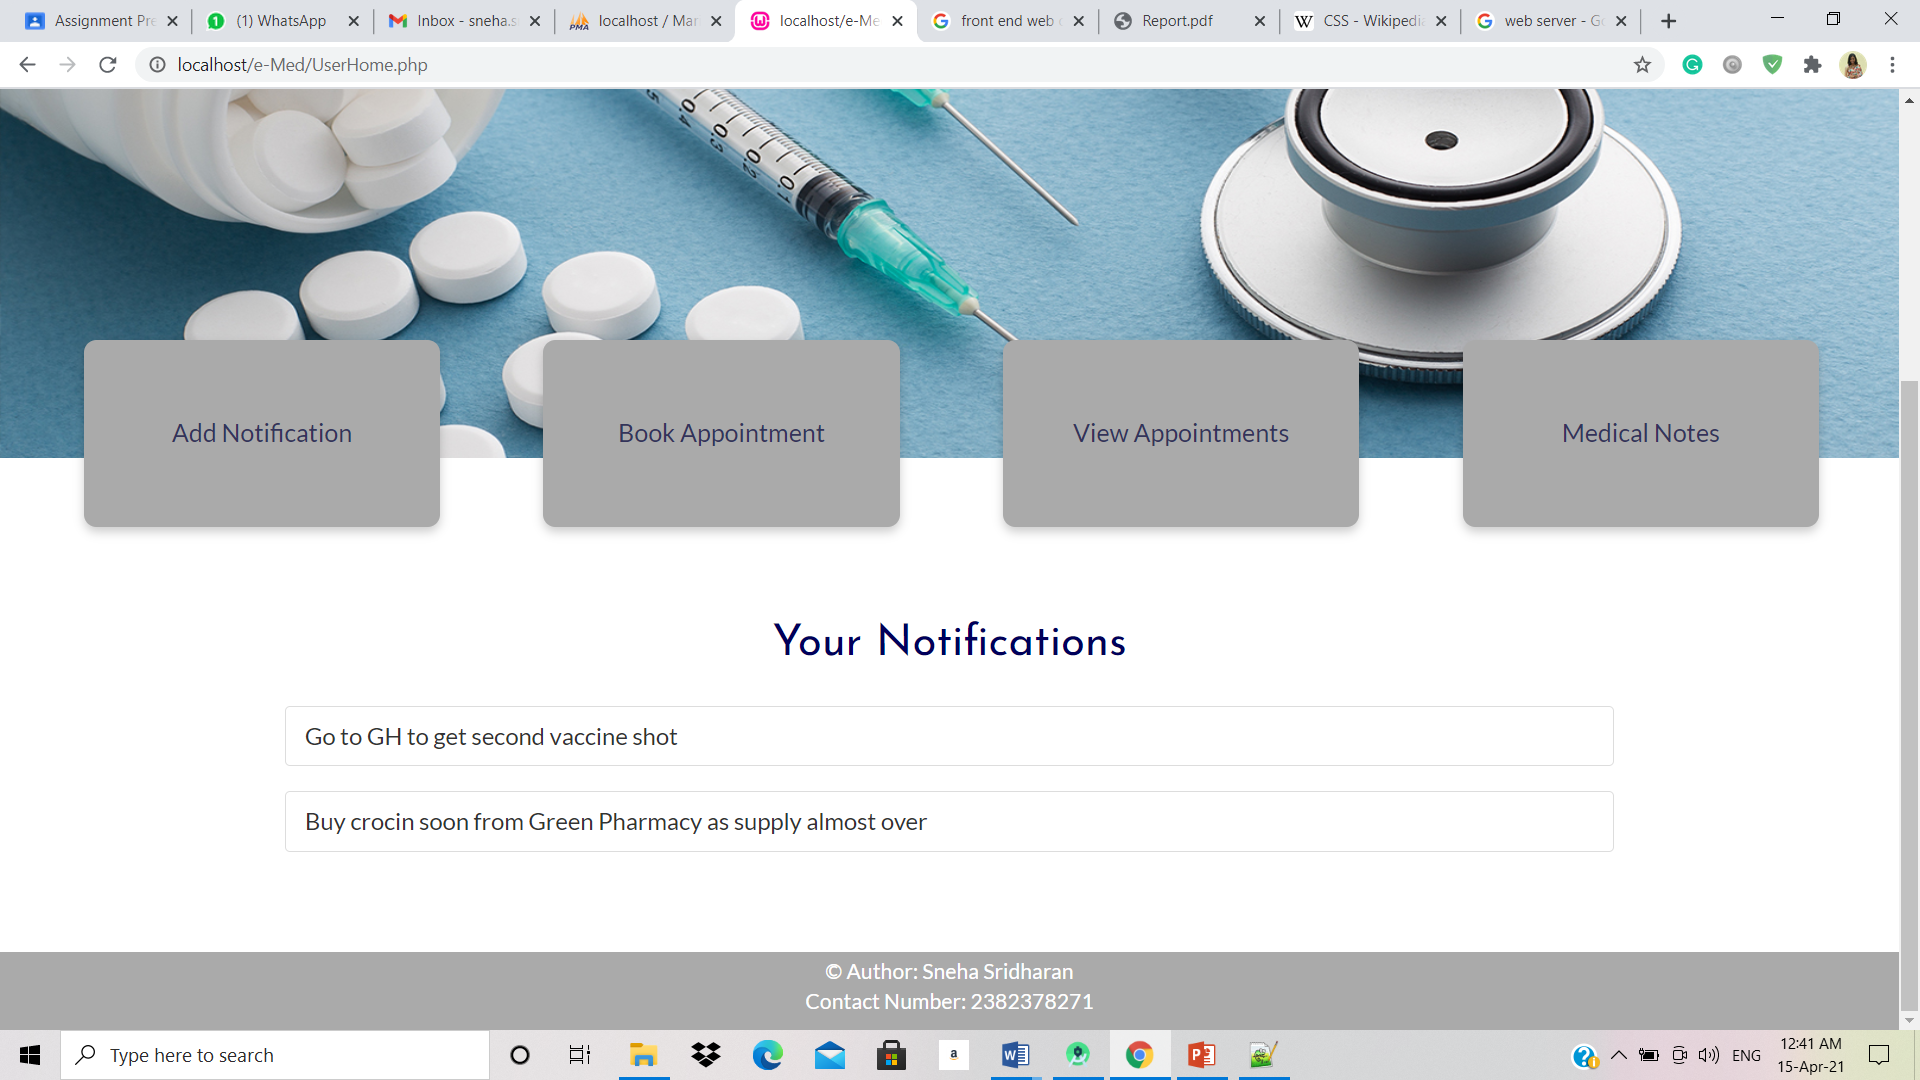 Assignment Pre
(1) WhatsApp
Inbox - sneha.s
localhost / Mar
localhost/e-Me
front end web
Report.pdf
CSS - Wikipedi
web server - Go
localhost/e-Med/UserHome.php
Add Notification
Book Appointment
View Appointments
Medical Notes
Your Notifications
Go to GH to get second vaccine shot
Buy crocin soon from Green Pharmacy as supply almost over
© Author: Sneha Sridharan
Contact Number: 2382378271
Type here to search
ENG
12:41 AM
15-Apr-21